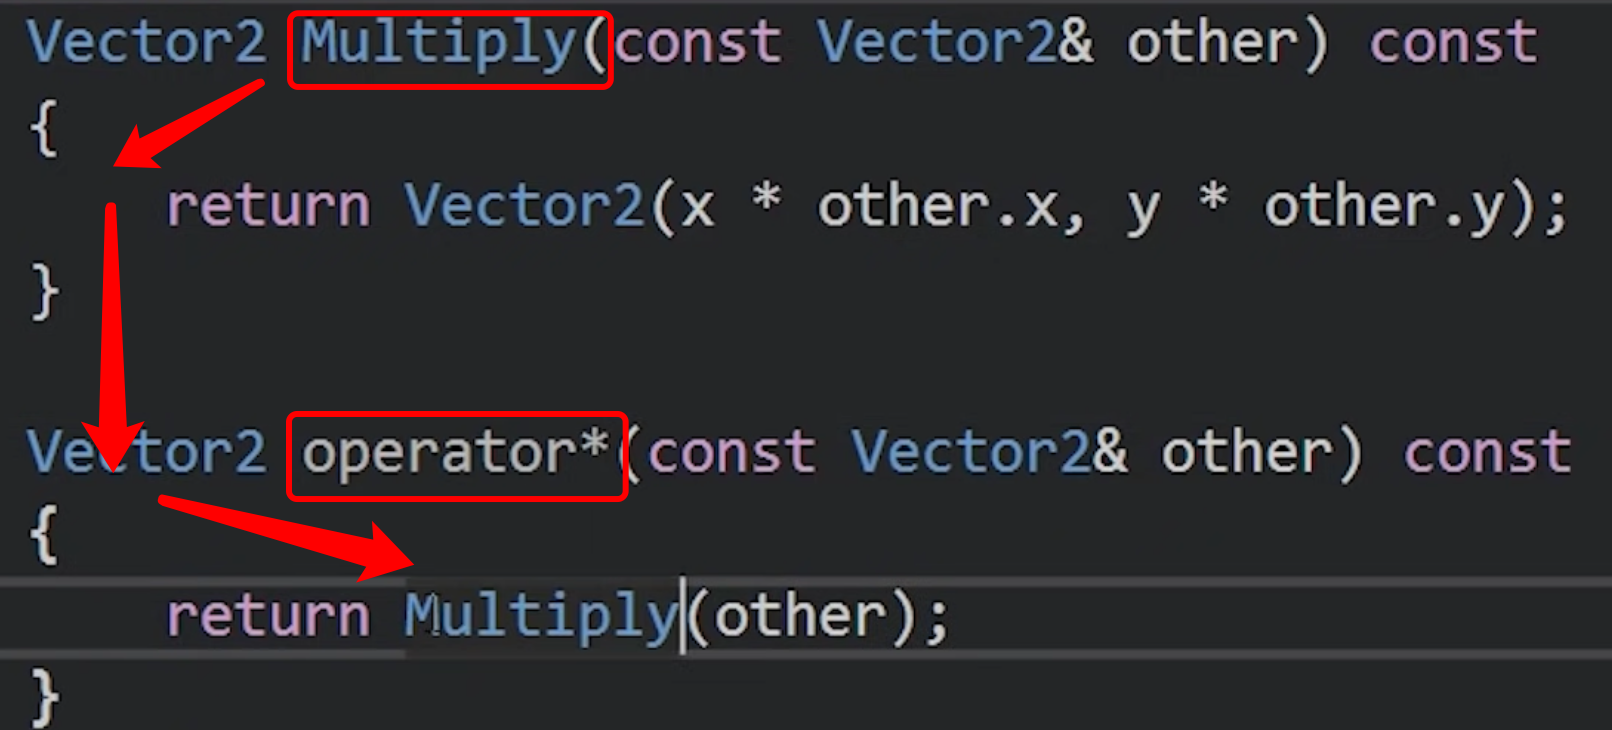 Vector2 Multiply(const Vector2& other) const
{
return Vector2(x * other.x, y * other.y);
}
Vector2 operator*(const Vector2& other) const
{
return Multiply(other);
}